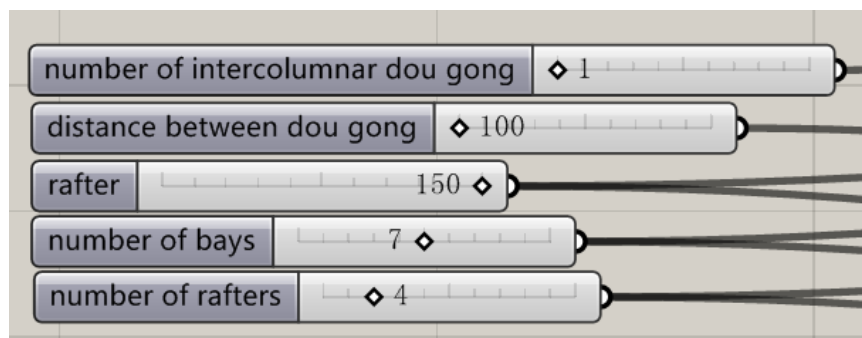 number of intercolumnar dou gong 1
distance between dou gong 100
rafter 150
number of bays 7
number of rafters 4